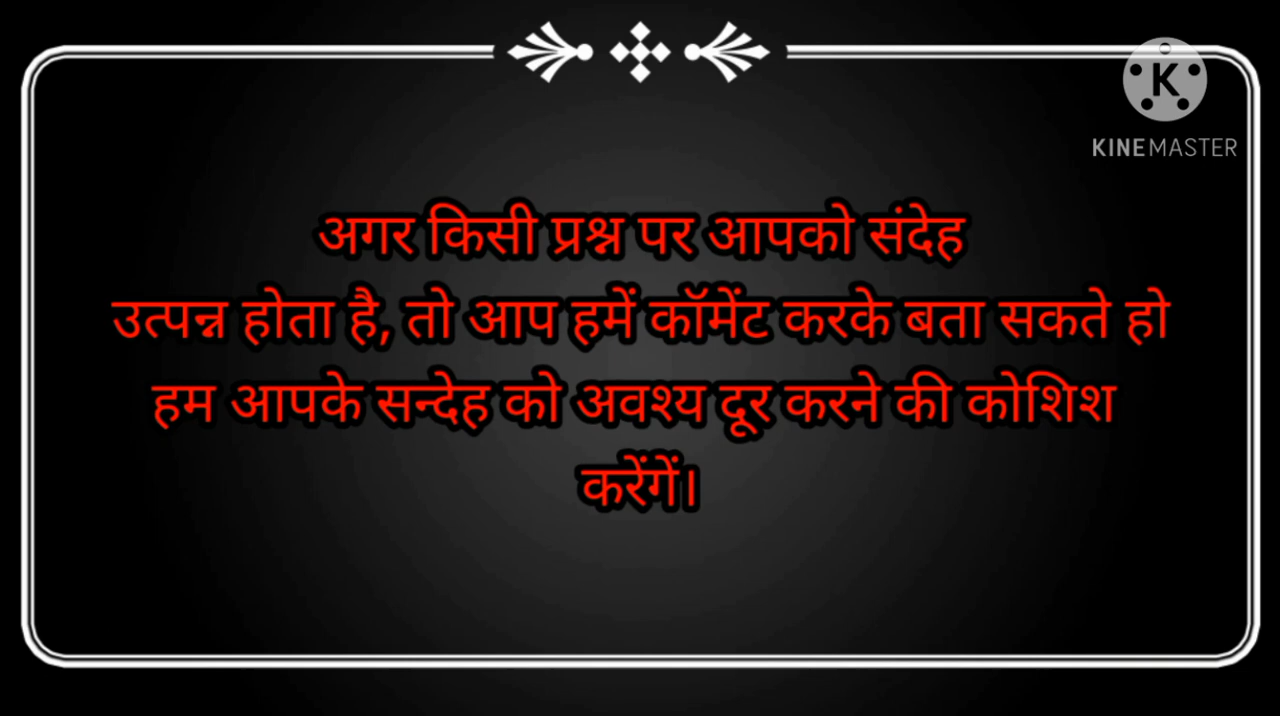 K
KINEMASTER
अगर किसी प्रश्न पर आपको संदेह
उत्पन्न होता है, तो आप हमें कॉमेंट करके बता सकते हो
हम आपके सन्देह को अवश्य दूर करने की कोशिश
करेंगें।